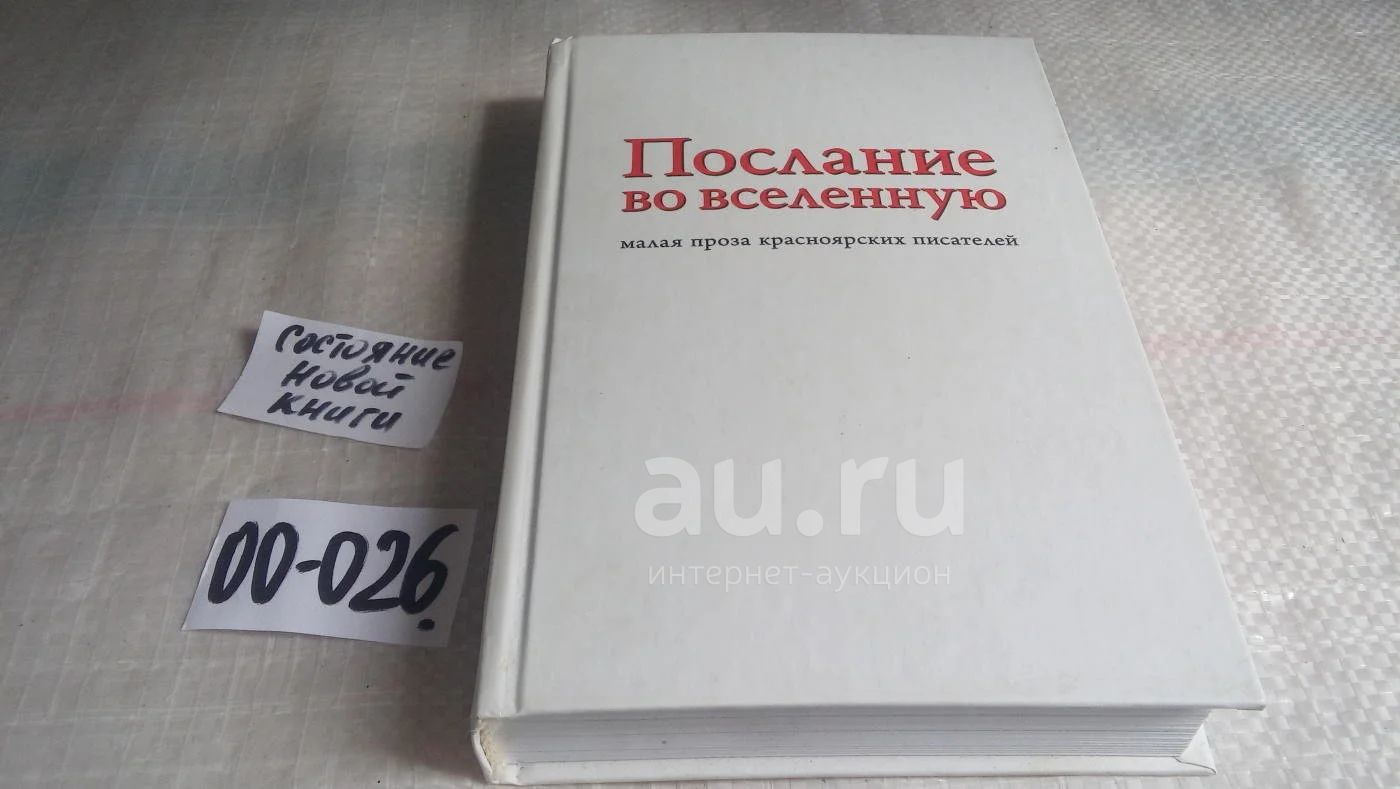 Послание
во вселенную
малая проза красноярских писателей
Состояние
новой
книги
00-026
au.ru
интернет-аукцион